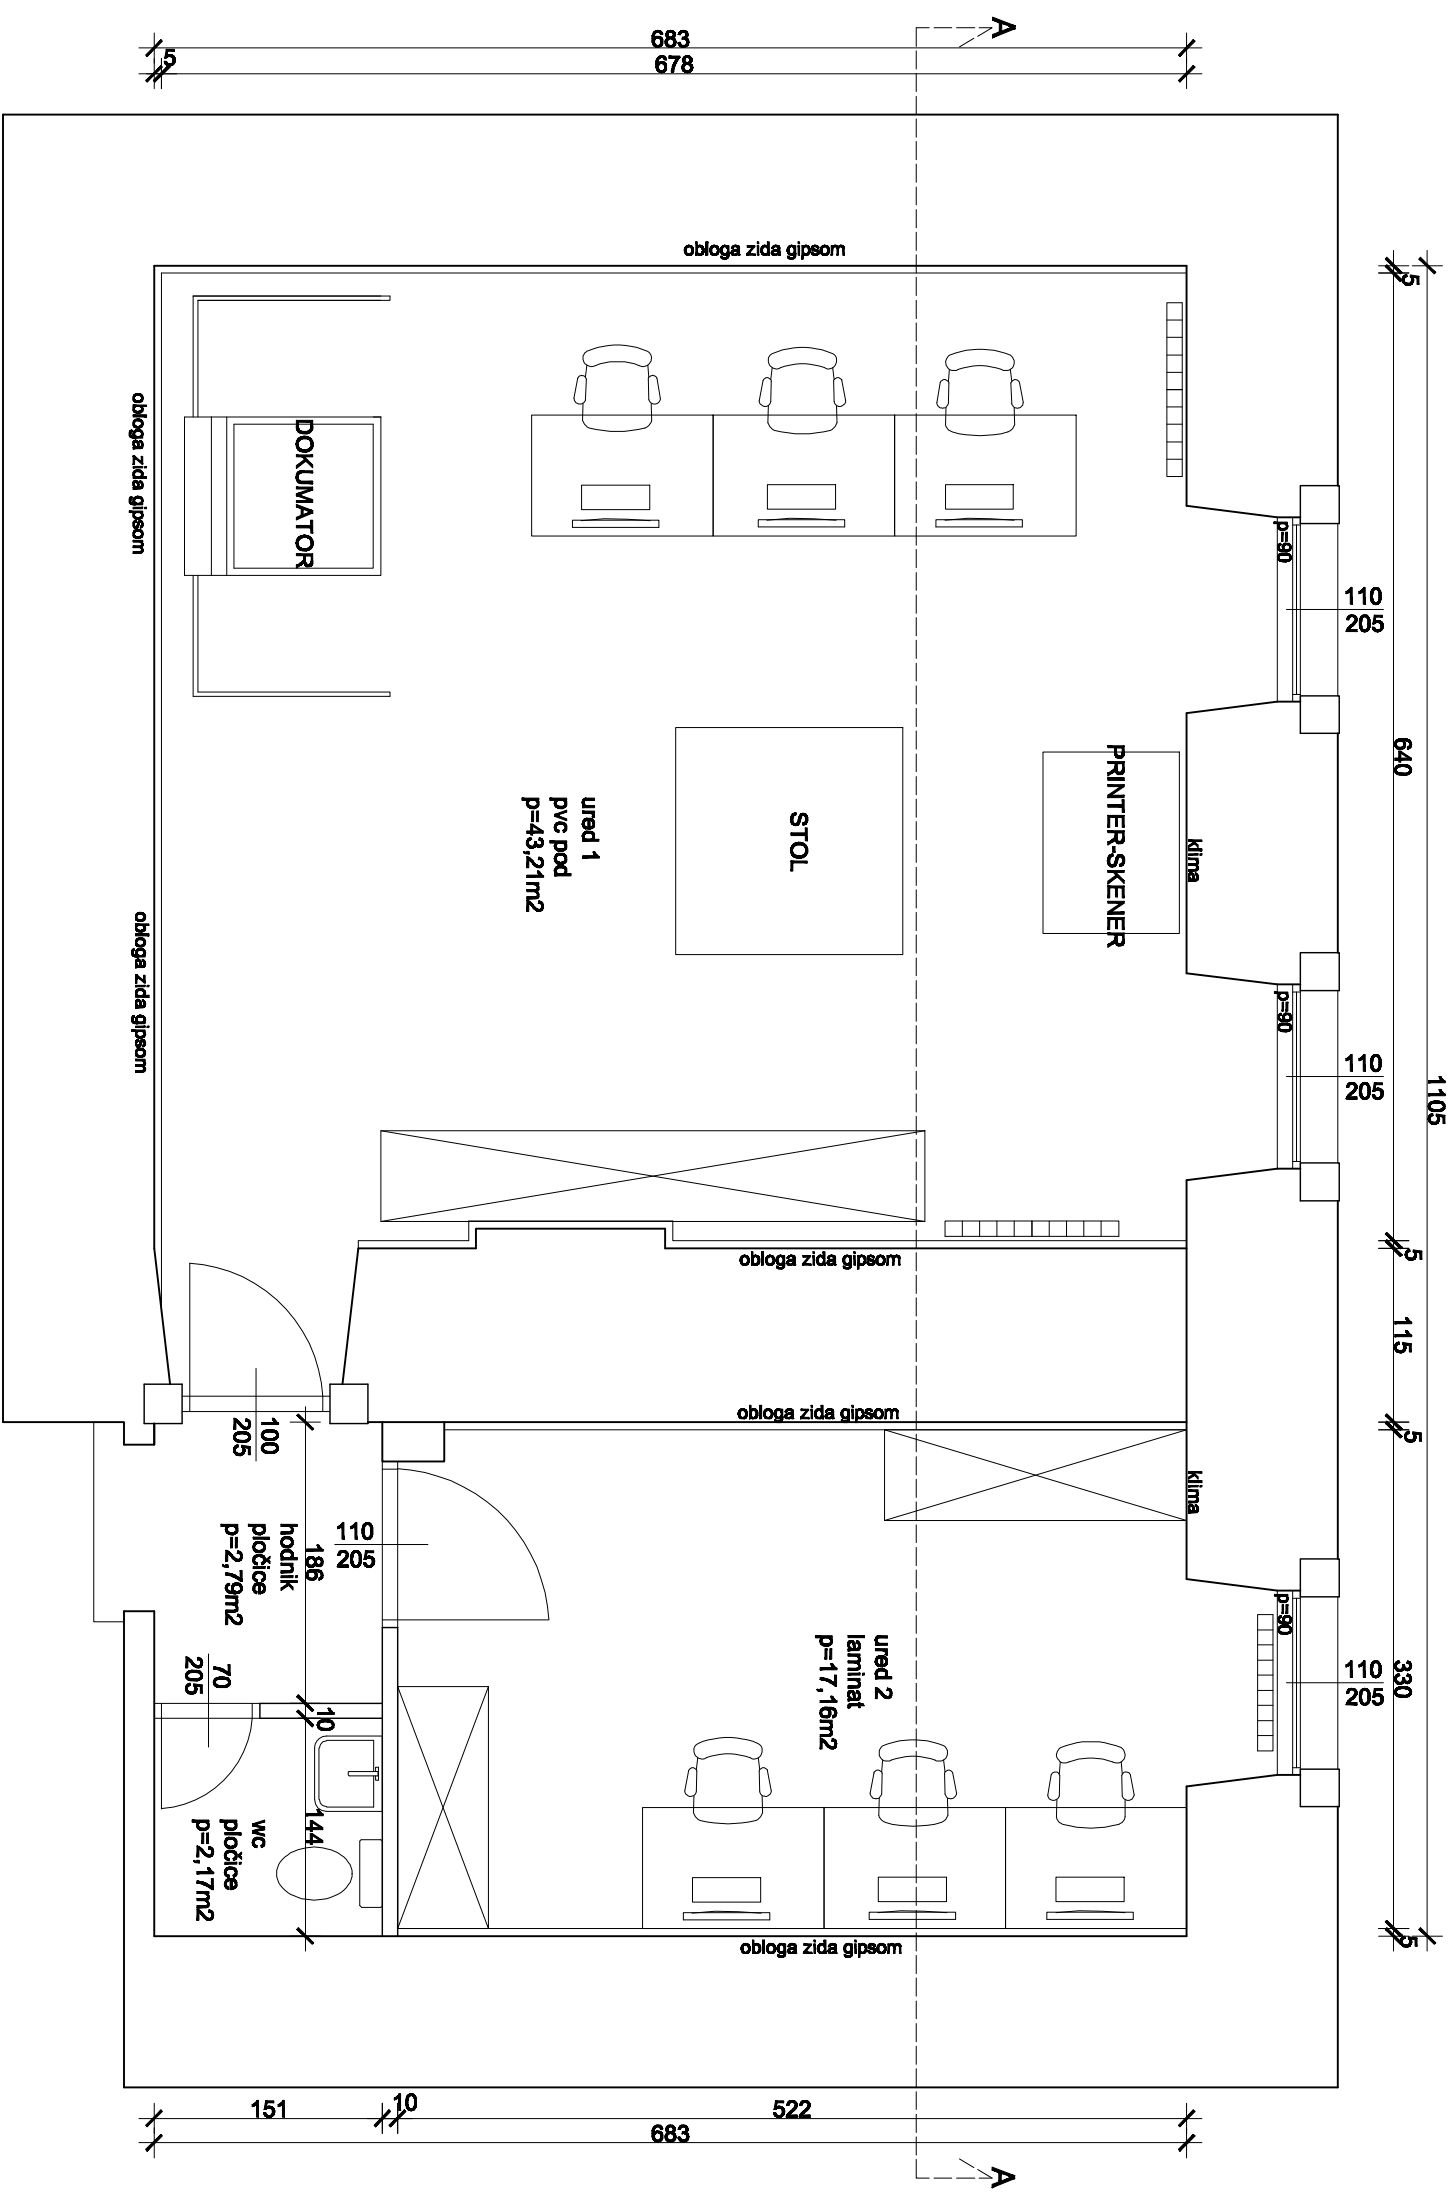 683
678
5
A
obloga zida gipsom
5
obloga zida gipsom
DOKUMATOR
p=90
110
205
640
PRINTER-SKENER
klima
STOL
ured 1
pvc pod
p=43,21m2
obloga zida gipsom
p=90
110
205
1105
5
obloga zida gipsom
115
obloga zida gipsom
5
100
205
klima
110
205
186
hodnik
pločice
p=2,79m2
p=90
110
205
330
ured 2
laminat
p=17,16m2
70
205
10
144
wc
pločice
p=2,17m2
obloga zida gipsom
5
151
10
522
683
A